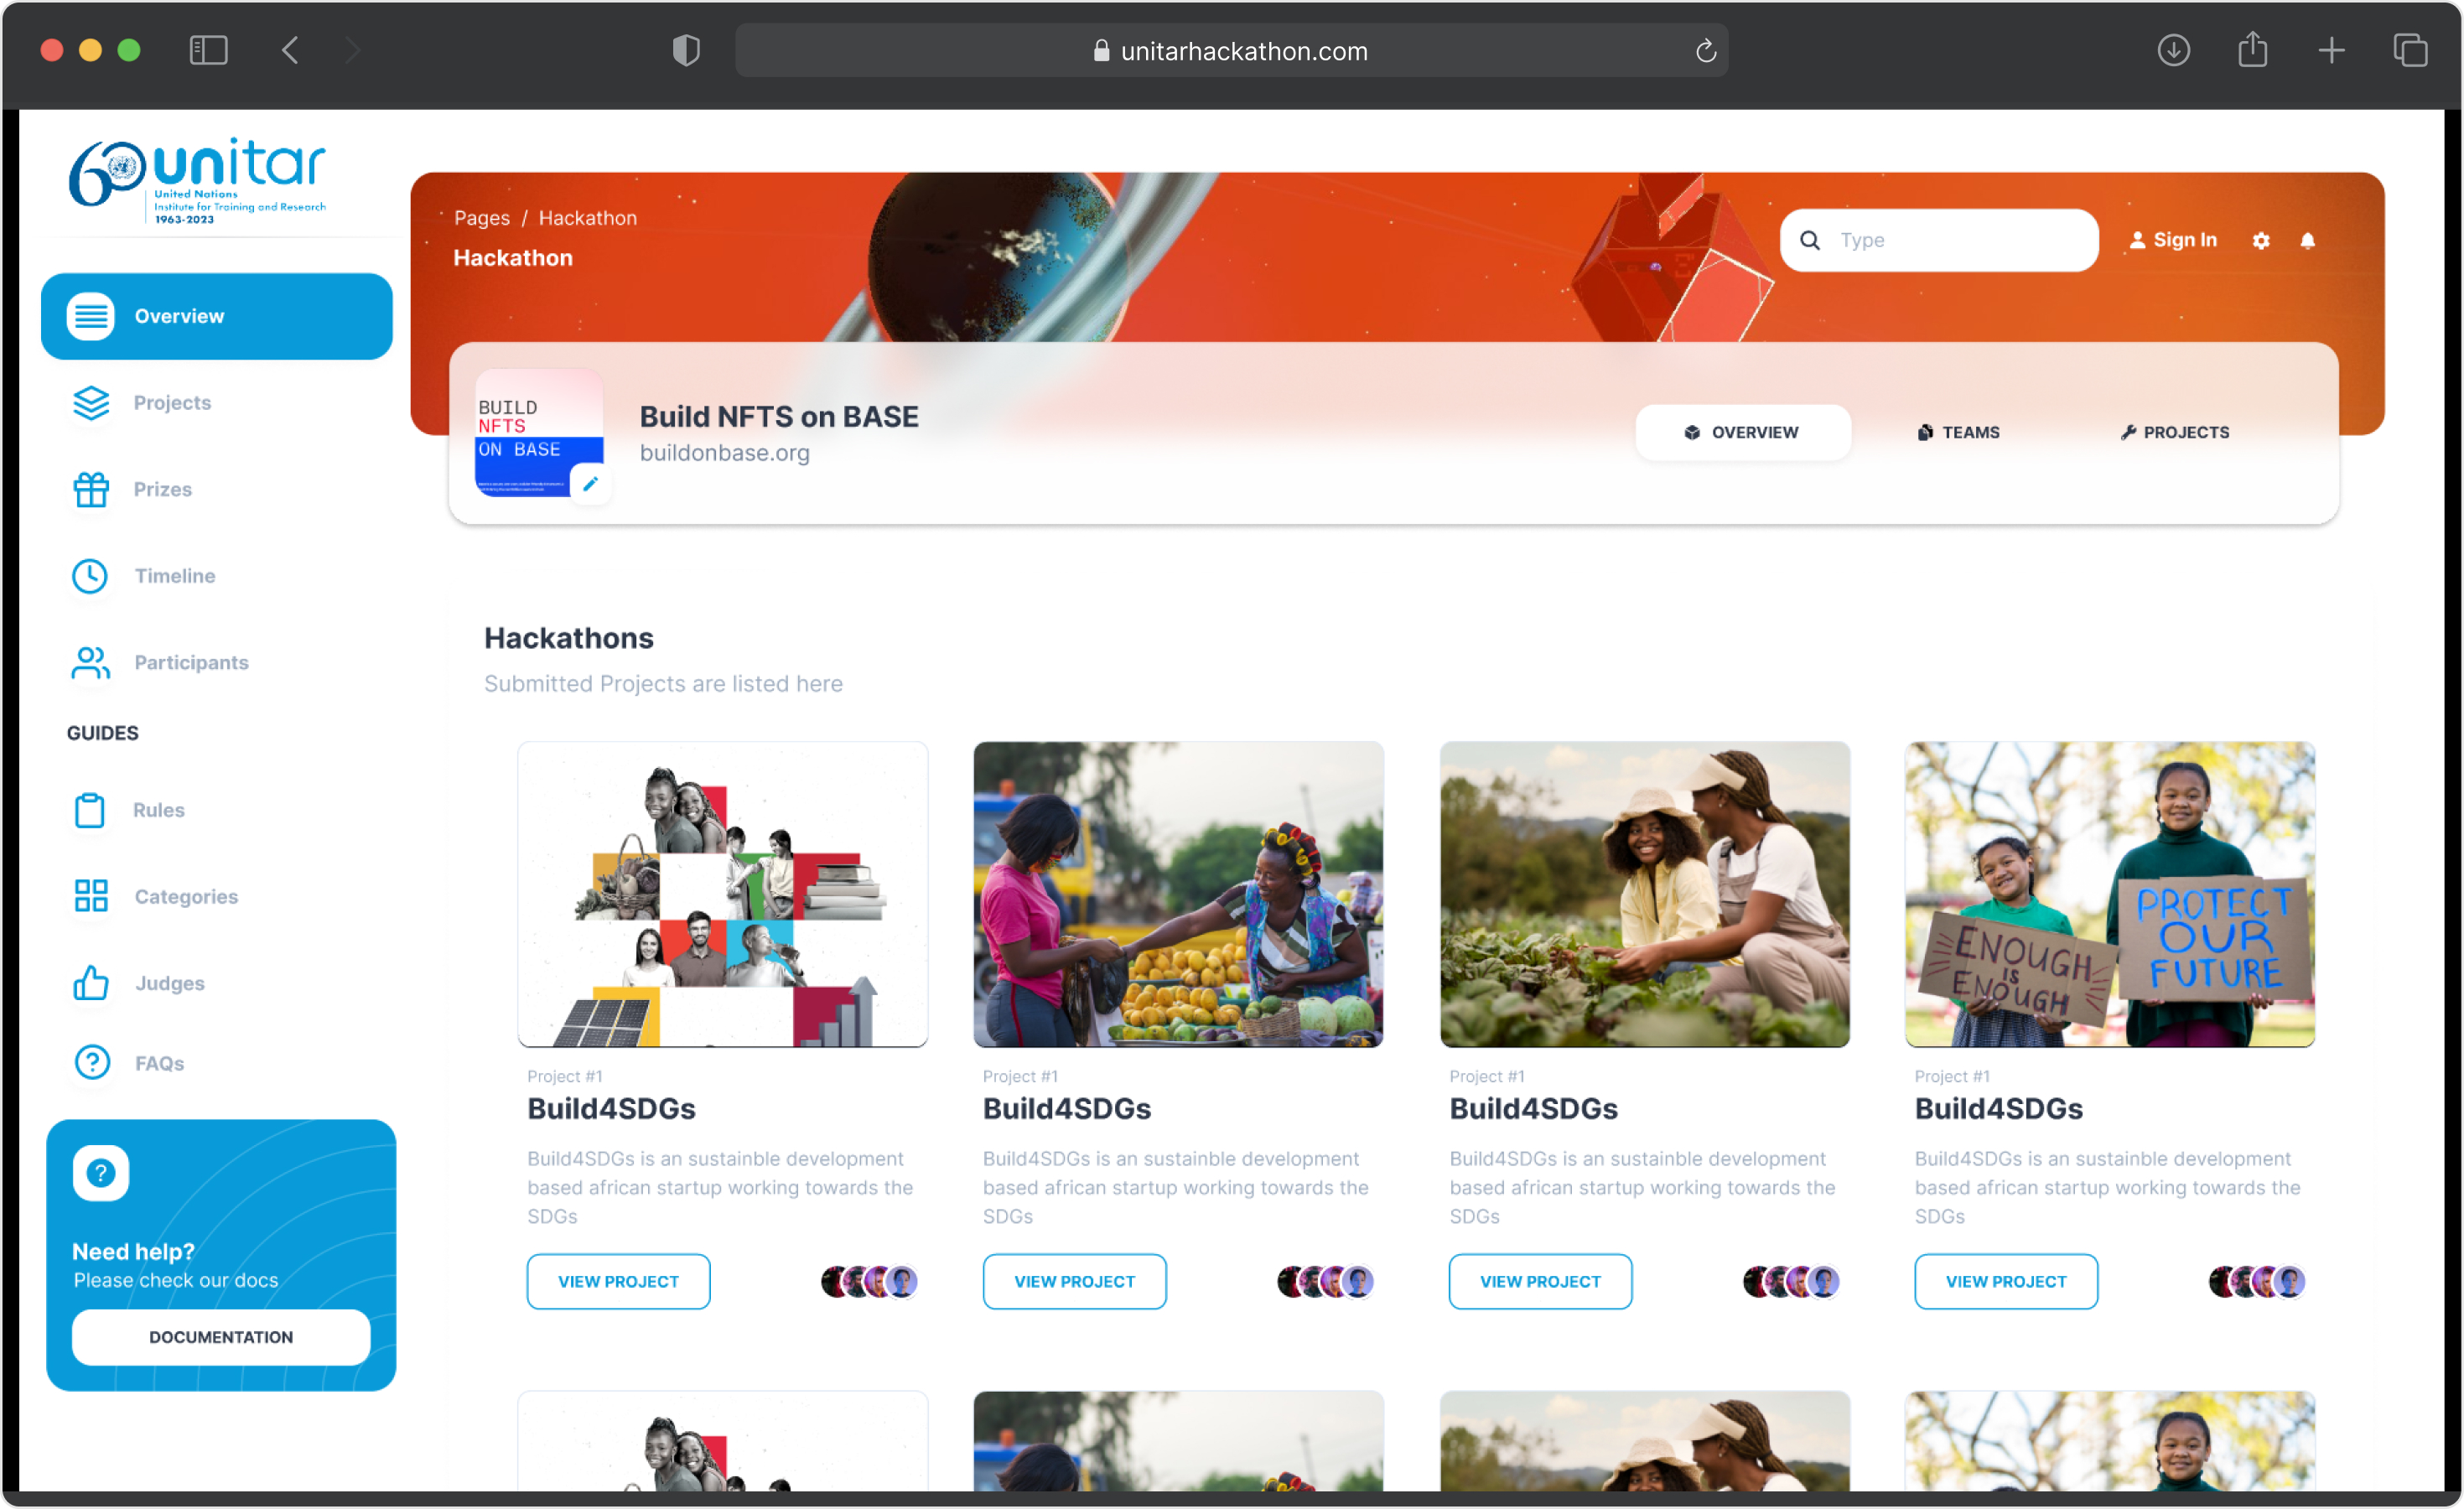 unitarhackathon.com
60 unitar
United Nations
Institute for Training and Research
1963-2023
Overview
Projects
Prizes
Timeline
Participants
GUIDES
Rules
Categories
Judges
FAQs
Need help?
Please check our docs
DOCUMENTATION
Pages / Hackathon
Hackathon
Type
Sign In
BUILD
NFTS
ON BASE
Build NFTS on BASE
buildonbase.org
OVERVIEW
TEAMS
PROJECTS
Hackathons
Submitted Projects are listed here
ENOUGH
IS
ENOUGH
PROTECT
OUR
FUTURE
Project #1
Build4SDGs
Build4SDGs is an sustainble development
based african startup working towards the
SDGs
VIEW PROJECT
Project #1
Build4SDGs
Build4SDGs is an sustainble development
based african startup working towards the
SDGs
VIEW PROJECT
Project #1
Build4SDGs
Build4SDGs is an sustainble development
based african startup working towards the
SDGs
VIEW PROJECT
Project #1
Build4SDGs
Build4SDGs is an sustainble development
based african startup working towards the
SDGs
VIEW PROJECT